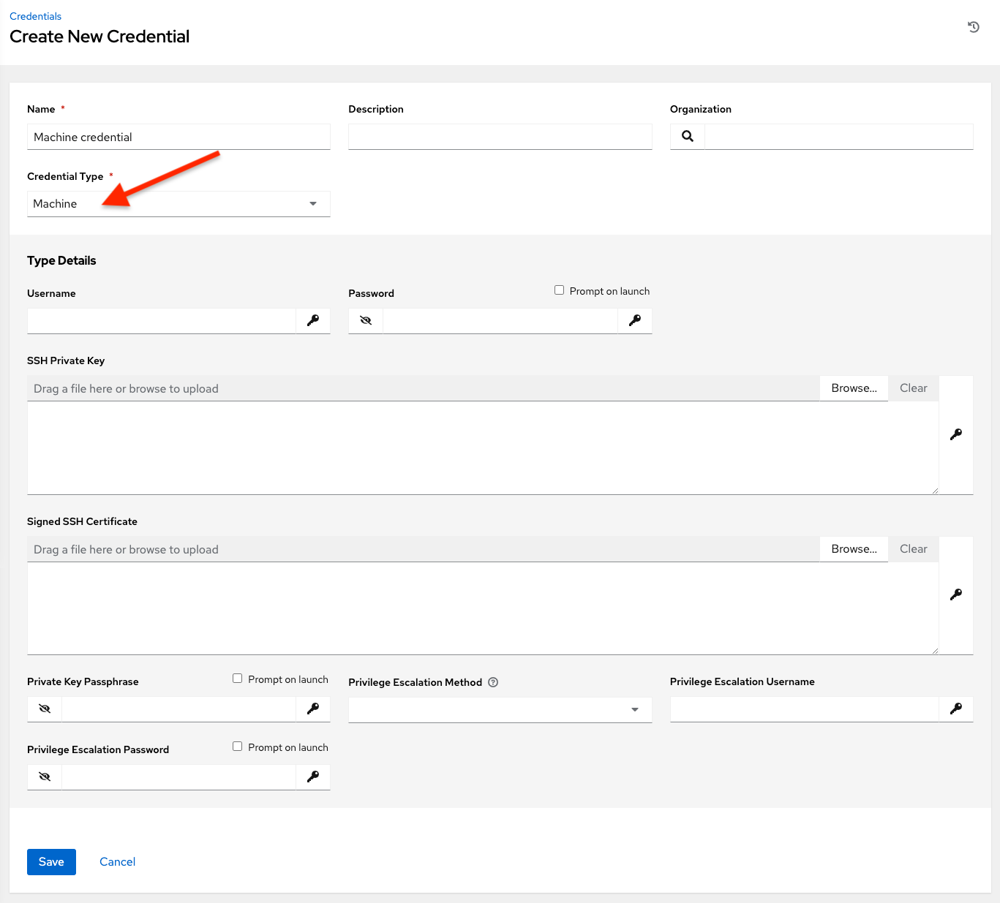 Credentials
Create New Credential
Name *
Description
Organization
Machine credential
Credential Type *
Machine
Type Details
Username
Password
Prompt on launch
SSH Private Key
Drag a file here or browse to upload
Browse...
Clear
Signed SSH Certificate
Drag a file here or browse to upload
Browse...
Clear
Private Key Passphrase
Prompt on launch
Privilege Escalation Method
Privilege Escalation Username
Privilege Escalation Password
Prompt on launch
Save
Cancel